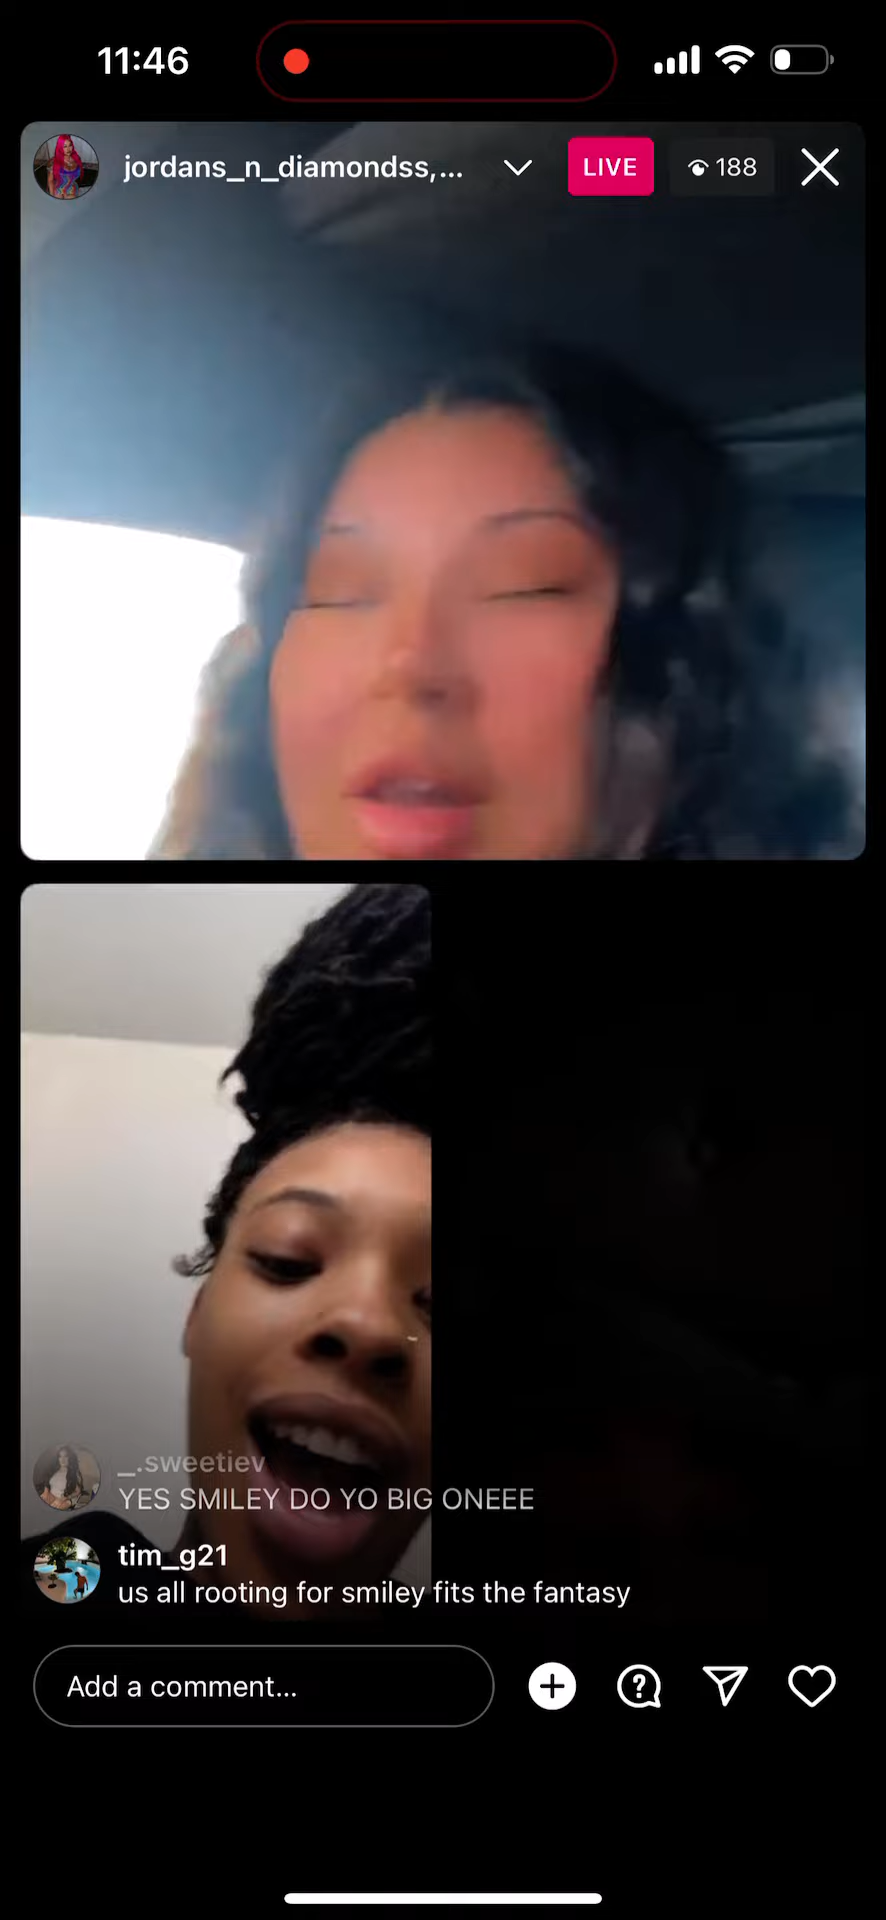 11:46
jordans_n_diamondss,...
LIVE
188
_.sweetiev
YES SMILEY DO YO BIG ONEEE
tim_g21
us all rooting for smiley fits the fantasy
Add a comment...